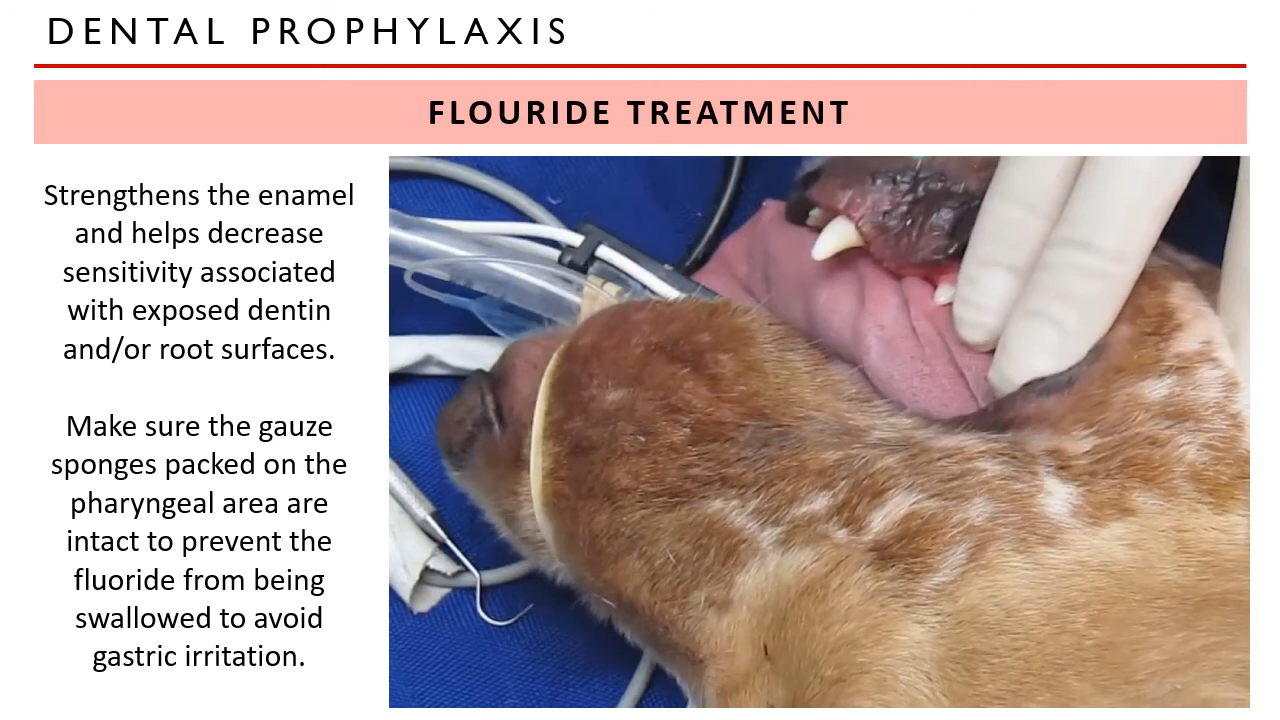 DENTAL PROPHYLAXIS
FLOURIDE TREATMENT
Strengthens the enamel
and helps decrease
sensitivity associated
with exposed dentin
and/or root surfaces.
Make sure the gauze
sponges packed on the
pharyngeal area are
intact to prevent the
fluoride from being
swallowed to avoid
gastric irritation.